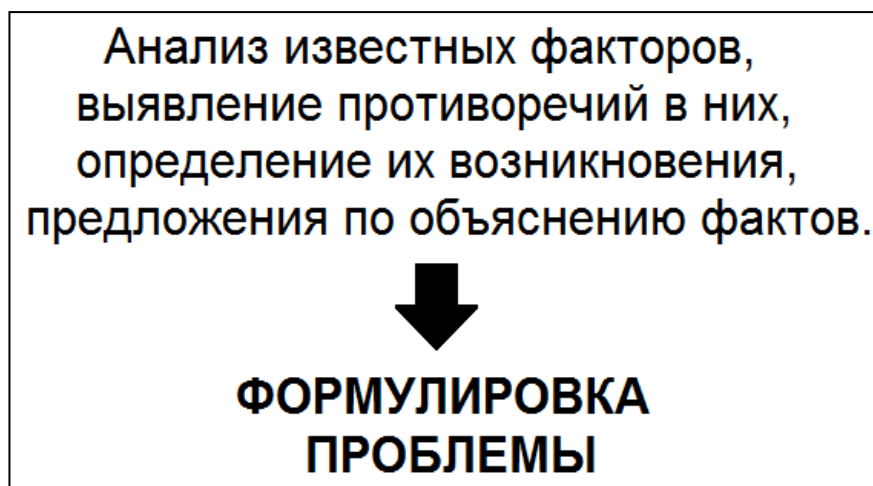 Анализ известных факторов,
выявление противоречий в них,
определение их возникновения,
предложения по объяснению фактов.
ФОРМУЛИРОВКА
ПРОБЛЕМЫ